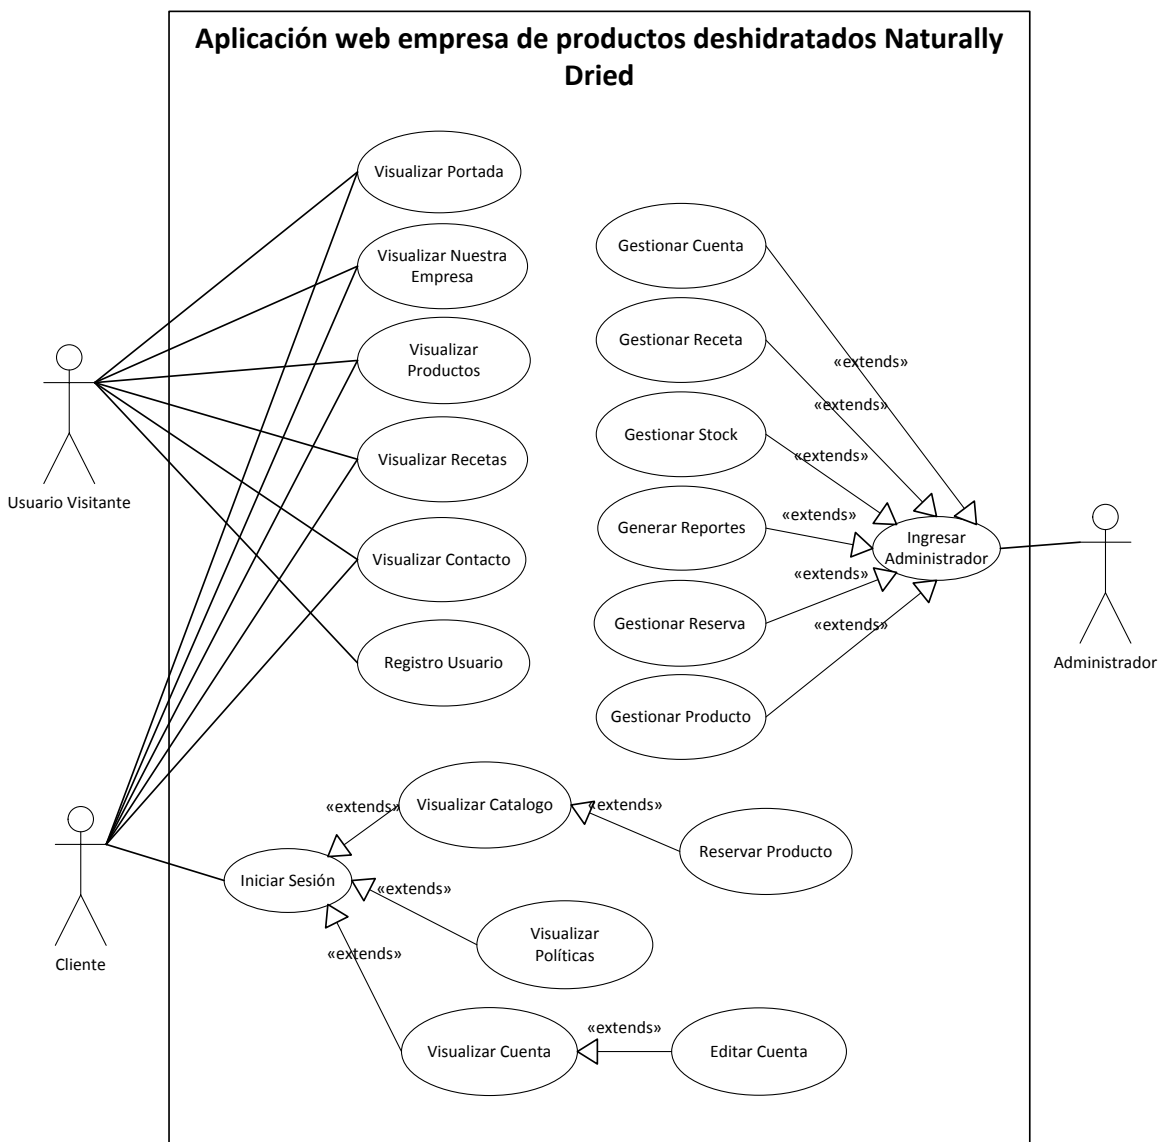 Aplicación web empresa de productos deshidratados Naturally
Dried
Visualizar Portada
Visualizar Nuestra
Empresa
Visualizar
Productos
Visualizar Recetas
Visualizar Contacto
Registro Usuario
Usuario Visitante
Gestionar Cuenta
Gestionar Receta
Gestionar Stock
Generar Reportes
Gestionar Reserva
Gestionar Producto
«extends»
«extends»
«extends»
«extends»
«extends»
«extends»
Ingresar
Administrador
Administrador
Cliente
Iniciar Sesión
«extends»
Visualizar Catalogo
«extends»
Reservar Producto
«extends»
Visualizar
Políticas
«extends»
Visualizar Cuenta
«extends»
Editar Cuenta